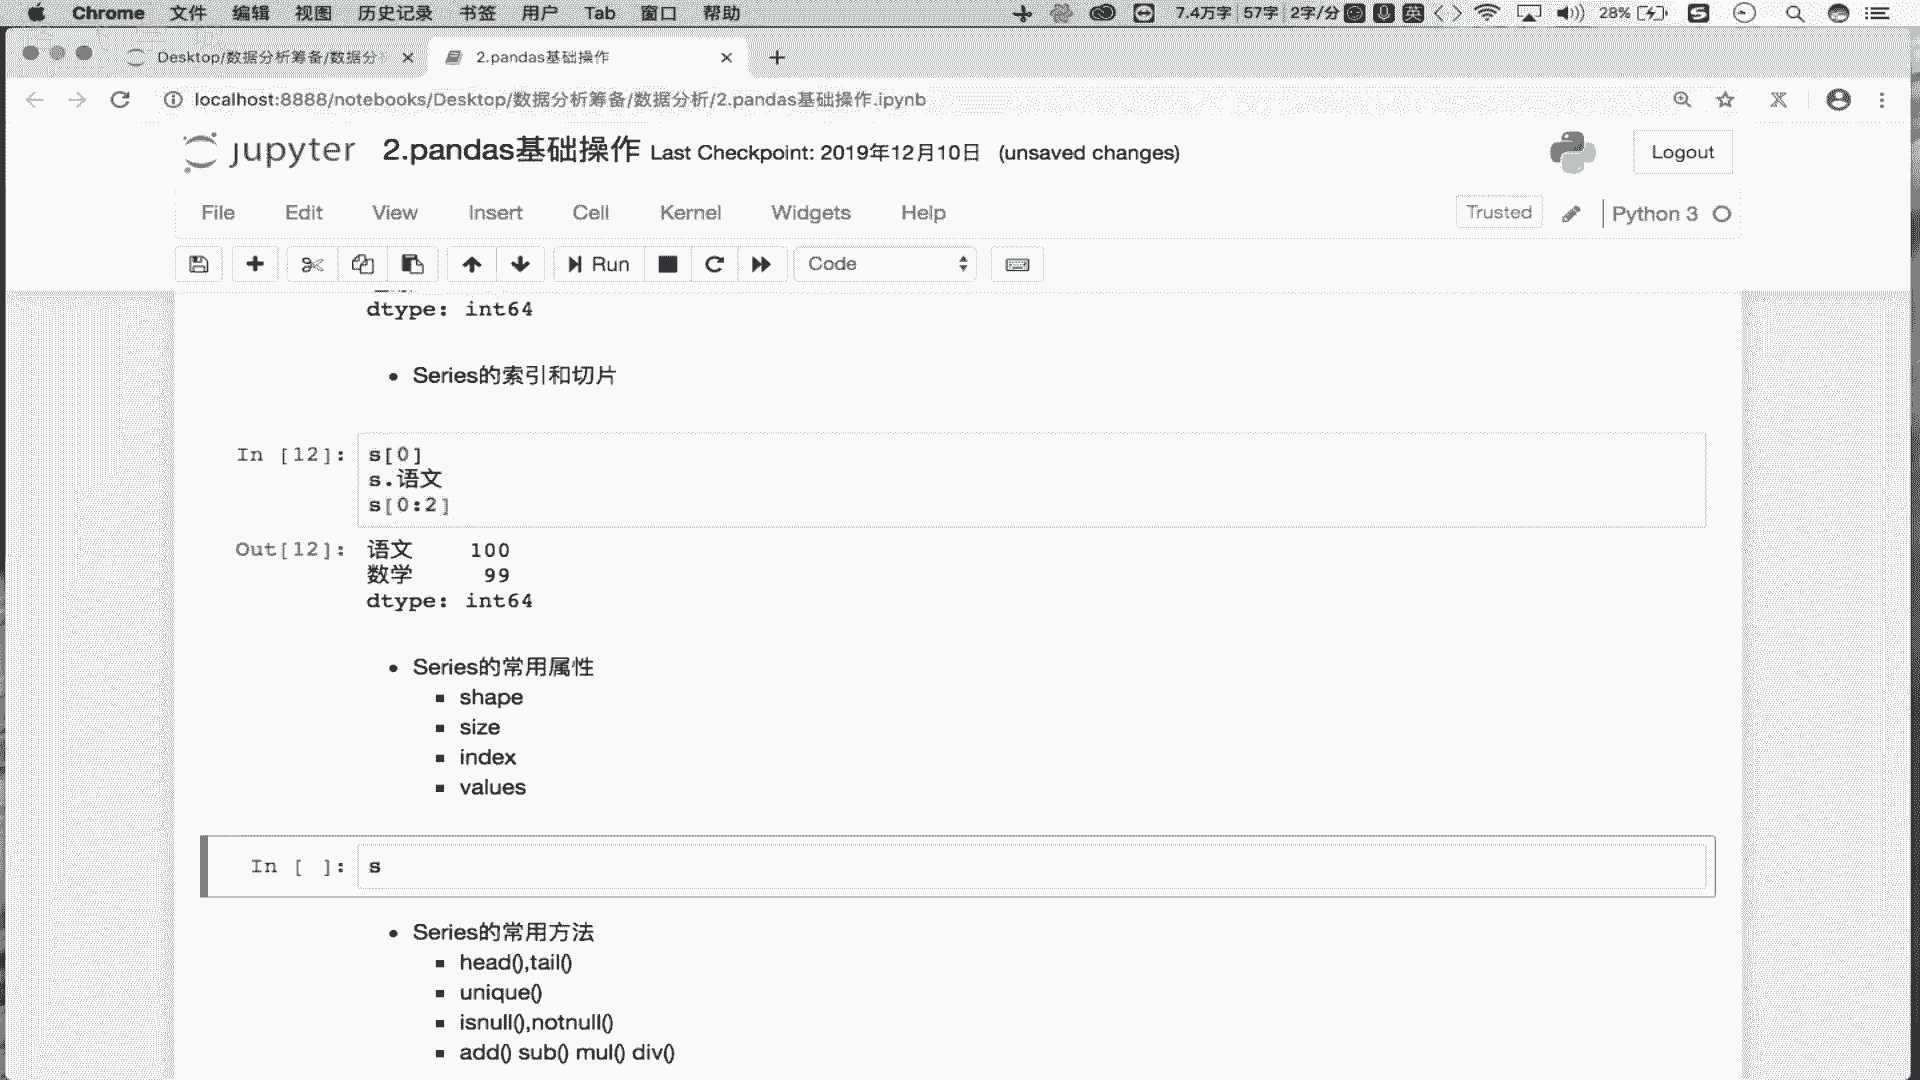 Chrome 文件 编辑 视图 历史记录 书签 用户 Tab 窗口 帮助 7.4万字 57字 2字/分 英 28%
Desktop/数据分析筹备/数据分析 2.pandas基础操作
localhost:8888/notebooks/Desktop/数据分析筹备/数据分析/2.pandas基础操作.ipynb
jupyter 2.pandas基础操作 Last Checkpoint: 2019年12月10日 (unsaved changes) Logout
File Edit View Insert Cell Kernel Widgets Help Trusted Python 3
Run Code
dtype: int64
Series的索引和切片
In [12]: s[0]
s.语文
s[0:2]
Out[12]: 语文 100
数学 99
dtype: int64
Series的常用属性
shape
size
index
values
In [ ]: s
Series的常用方法
head(),tail()
unique()
isnull(),notnull()
add() sub() mul() div()